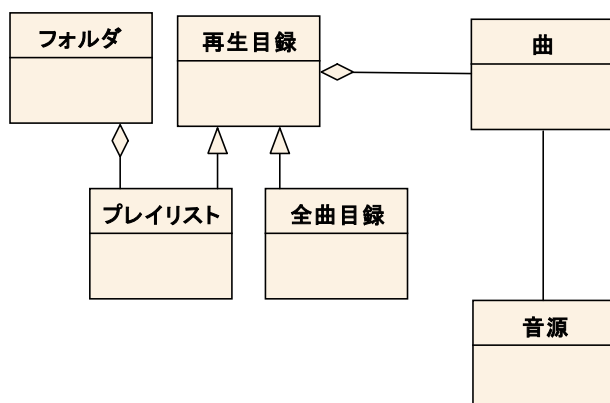 フォルダ
再生目録
曲
プレイリスト
全曲目録
音源